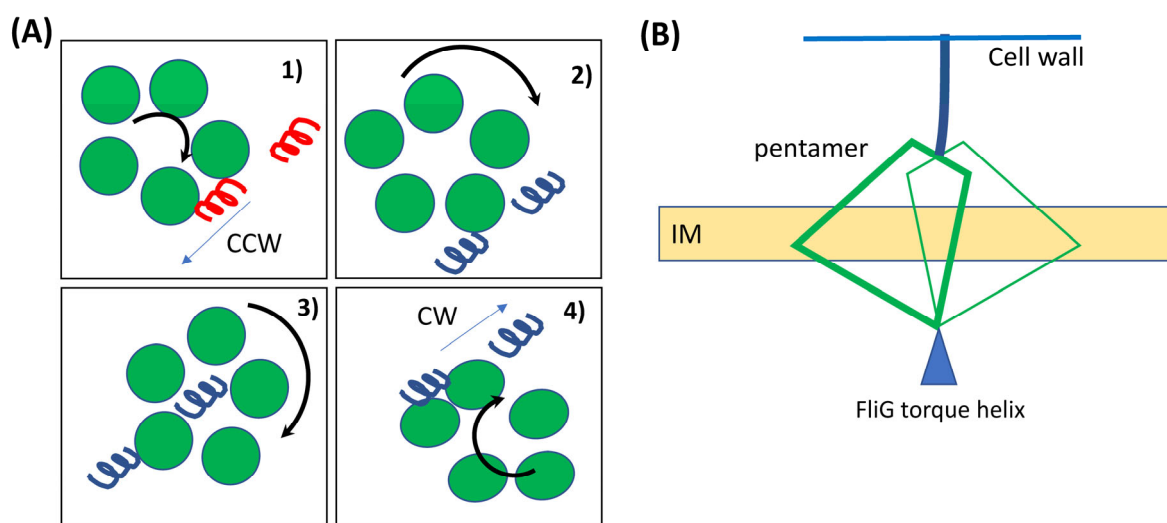 (A)
1)
CCW
2)
3)
CW
4)
(B)
Cell wall
pentamer
IM
FliG torque helix